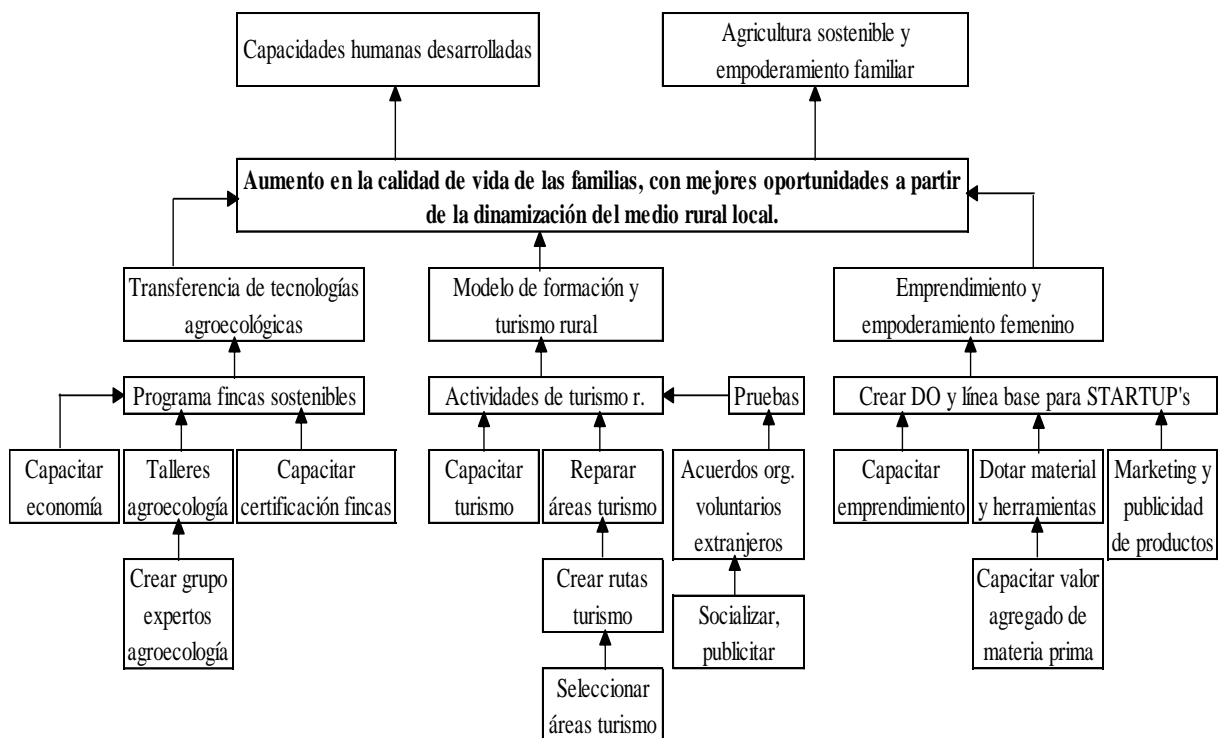 Capacidades humanas desarrolladas
Agricultura sostenible y
empoderamiento familiar
Aumento en la calidad de vida de las familias, con mejores oportunidades a partir
de la dinamización del medio rural local.
Transferencia de tecnologías
agroecológicas
Modelo de formación y
turismo rural
Emprendimiento y
empoderamiento femenino
Programa fincas sostenibles
Actividades de turismo r.
Pruebas
Crear DO y línea base para STARTUP's
Capacitar
economía
Talleres
agroecología
Capacitar
certificación fincas
Capacitar
turismo
Reparar
áreas turismo
Acuerdos org.
voluntarios
extranjeros
Capacitar
emprendimiento
Dotar material
y herramientas
Marketing y
publicidad
de productos
Crear grupo
expertos
agroecología
Crear rutas
turismo
Socializar,
publicitar
Capacitar valor
agregado de
materia prima
Seleccionar
áreas turismo